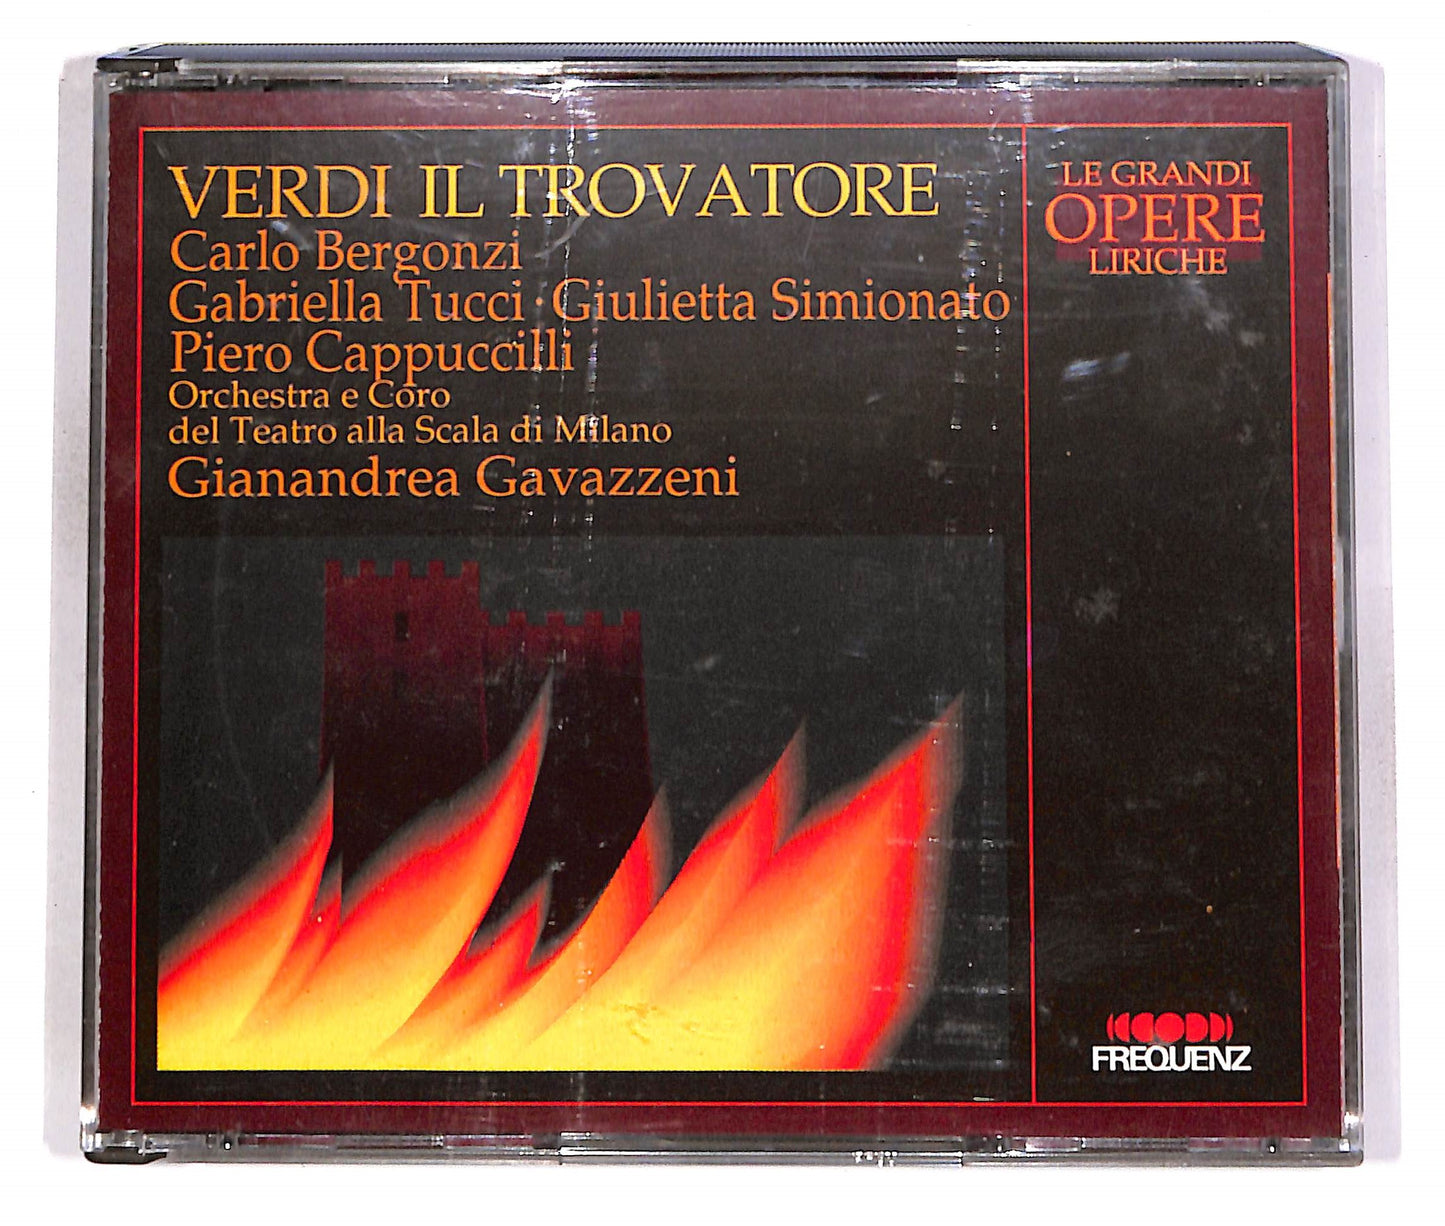 VERDI IL TROVATORE
Carlo Bergonzi
Gabriella Tucci · Giulietta Simionato
Piero Cappuccilli
Orchestra e Coro
del Teatro alla Scala di Milano
Gianandrea Gavazzeni
LE GRANDI
OPERE
LIRICHE
FREQUENZ